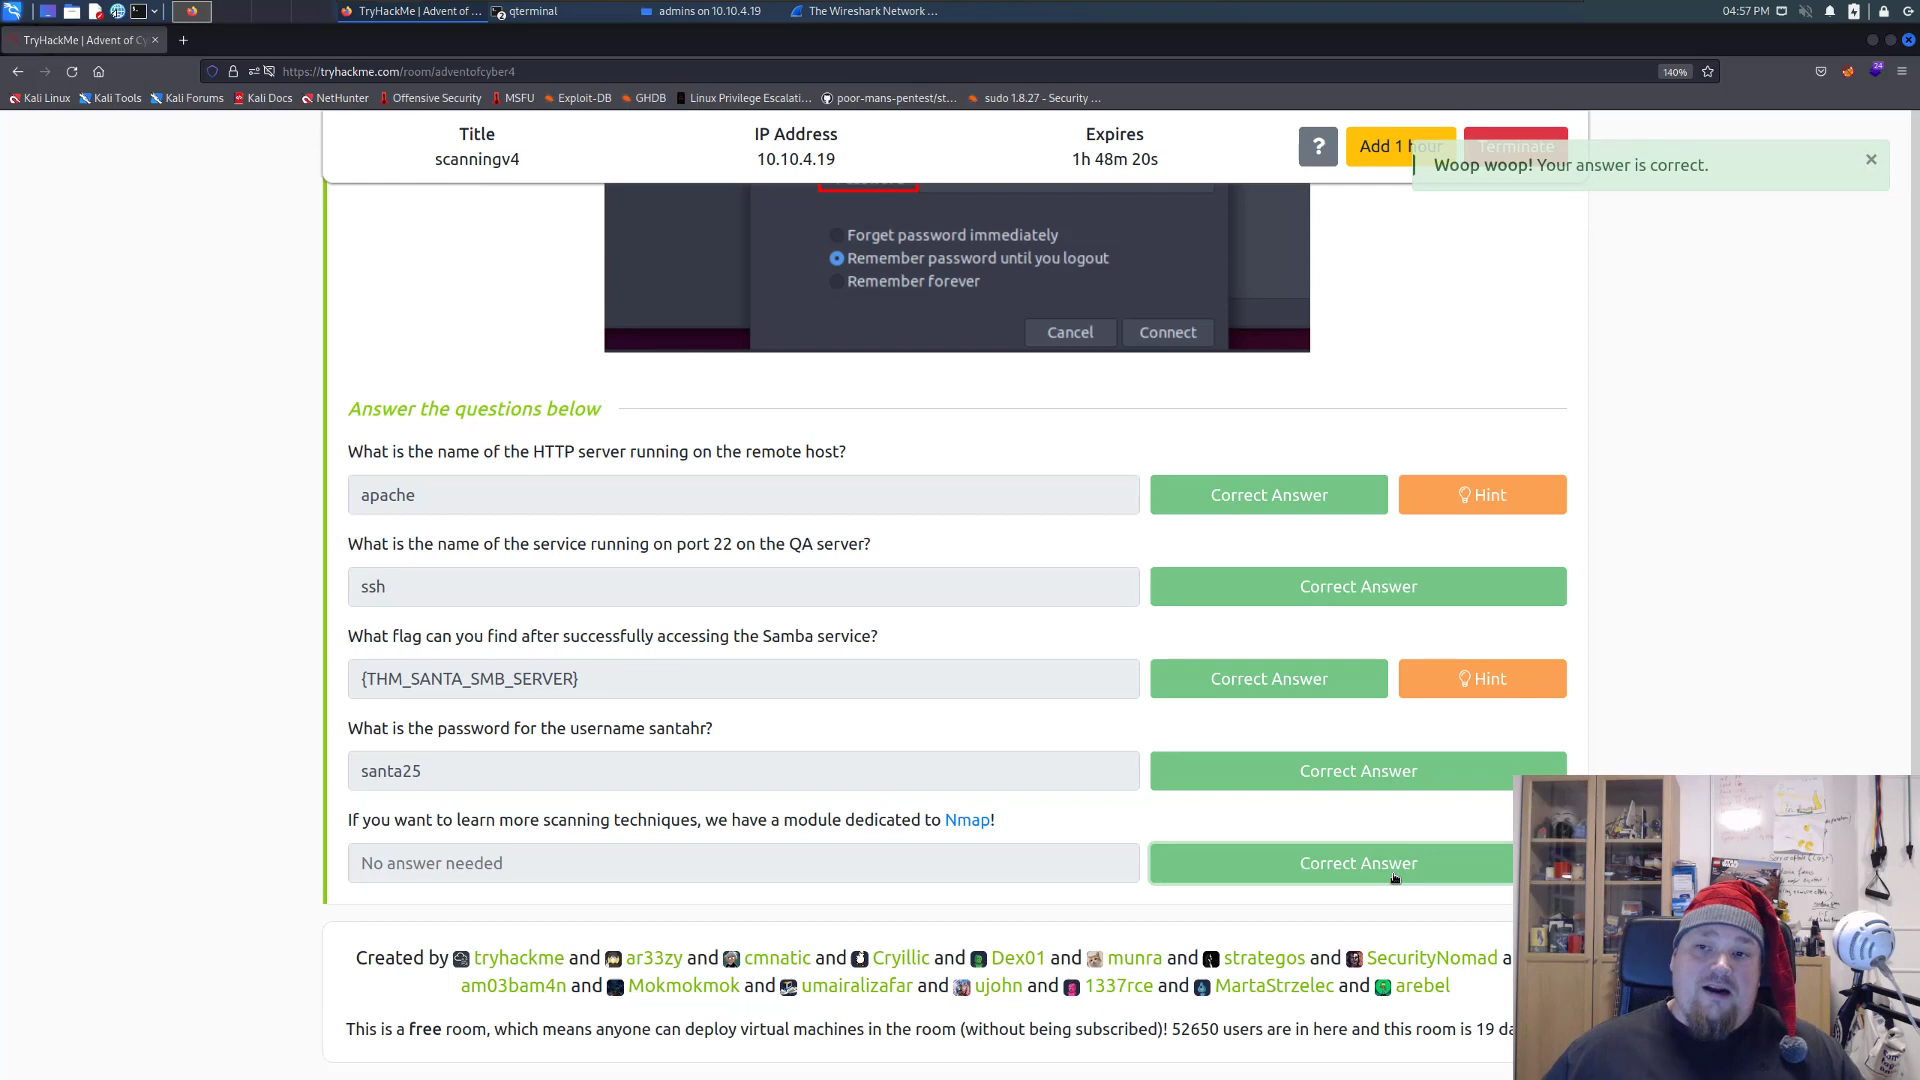 TryHackMe | Advent of ...
qterminal
admins on 10.10.4.19
The Wireshark Network ...
04:57 PM
TryHackMe | Advent of Cy
https://tryhackme.com/room/adventofcyber4
140%
24
Kali Linux
Kali Tools
Kali Forums
Kali Docs
NetHunter
Offensive Security
MSFU
Exploit-DB
GHDB
Linux Privilege Escalati...
poor-mans-pentest/st...
sudo 1.8.27 - Security ...
Title
IP Address
Expires
scanningv4
10.10.4.19
1h 48m 20s
?
Add 1 hour
Terminate
Woop woop! Your answer is correct.
Forget password immediately
Remember password until you logout
Remember forever
Cancel
Connect
Answer the questions below
What is the name of the HTTP server running on the remote host?
apache
Correct Answer
Hint
What is the name of the service running on port 22 on the QA server?
ssh
Correct Answer
What flag can you find after successfully accessing the Samba service?
{THM_SANTA_SMB_SERVER}
Correct Answer
Hint
What is the password for the username santahr?
santa25
Correct Answer
If you want to learn more scanning techniques, we have a module dedicated to Nmap!
No answer needed
Correct Answer
Created by tryhackme and ar33zy and cmnatic and Cryillic and Dex01 and munra and strategos and SecurityNomad a
am03bam4n and Mokmokmok and umairalizafar and ujohn and 1337rce and MartaStrzelec and arebel
This is a free room, which means anyone can deploy virtual machines in the room (without being subscribed)! 52650 users are in here and this room is 19 da